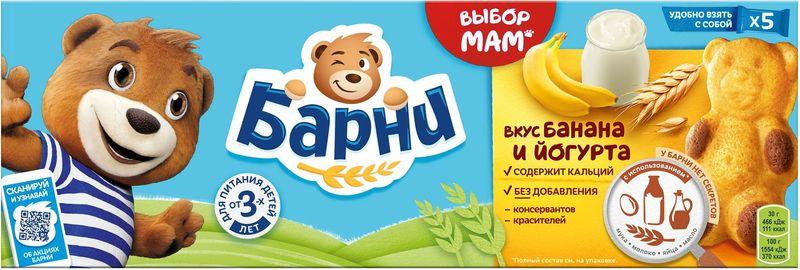 СКАНИРУЙ
И УЗНАВАЙ
ОБ АКЦИЯХ
БАРНИ
Барни
ДЛЯ ПИТАНИЯ ДЕТЕЙ
ОТ 3-Х
ЛЕТ
ВЫБОР
МАМ*
УДОБНО ВЗЯТЬ
С СОБОЙ
x5
ВКУС БАНАНА
И ЙОГУРТА
✓ СОДЕРЖИТ КАЛЬЦИЙ
✓ БЕЗ ДОБАВЛЕНИЯ
– консервантов
– красителей
У БАРНИ НЕТ СЕКРЕТОВ
С ИСПОЛЬЗОВАНИЕМ*
мука • молоко • яйца • масло
30 г
466 кДж
111 ккал
100 г
1554 кДж
370 ккал
*Полный состав см. на упаковке.